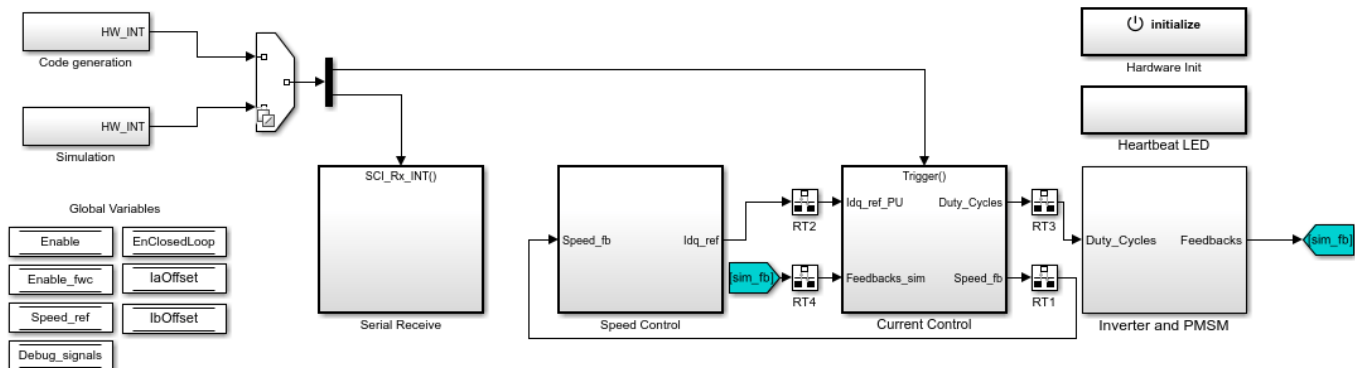 HW_INT
Code generation
HW_INT
Simulation
initialize
Hardware Init
Heartbeat LED
Global Variables
Enable
EnClosedLoop
Enable_fwc
IaOffset
Speed_ref
IbOffset
Debug_signals
SCI_Rx_INT()
Serial Receive
Speed_fb
Idq_ref
Speed Control
RT2
[sim_fb]
RT4
Trigger()
Idq_ref_PU
Duty_Cycles
Feedbacks_sim
Speed_fb
Current Control
RT3
RT1
Duty_Cycles
Feedbacks
Inverter and PMSM
[sim_fb]